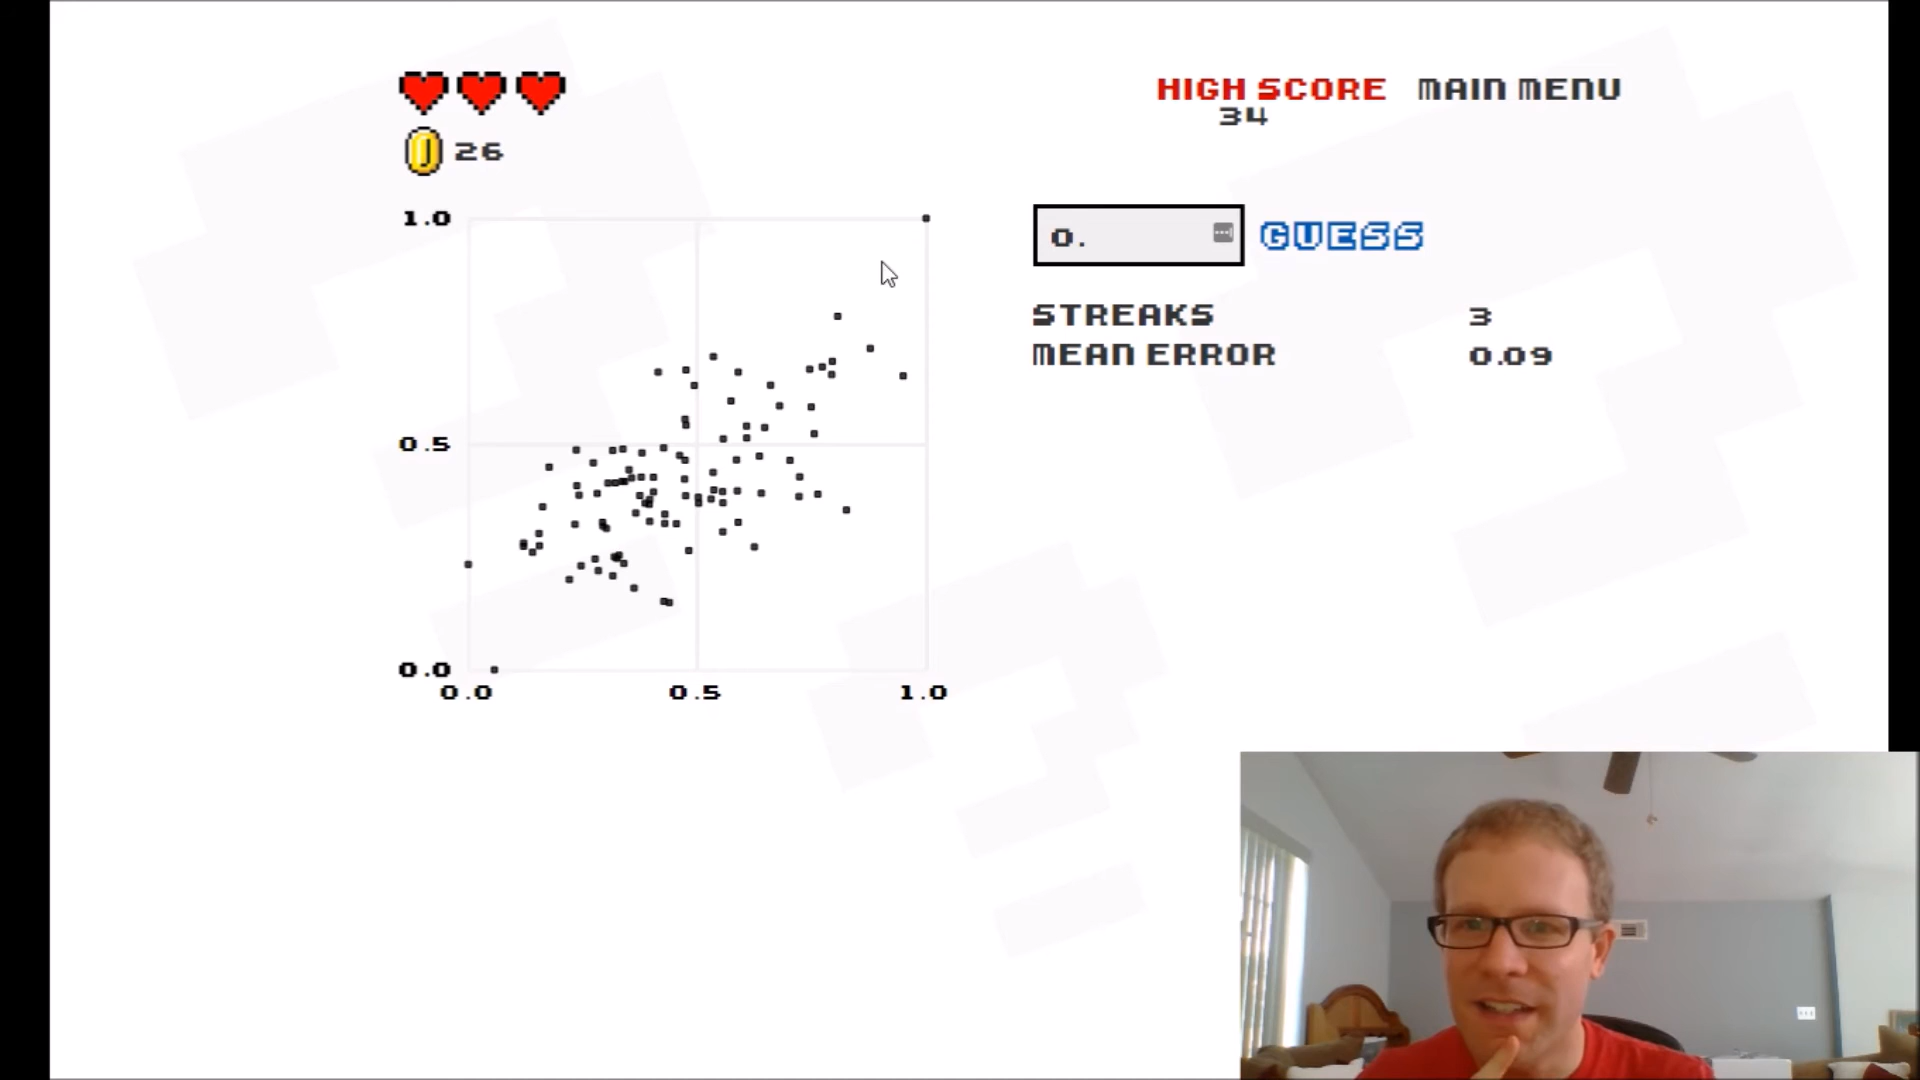 HIGH SCORE MAIN MENU
34
26
1.0
0.5
0.0
0.0 0.5 1.0
0. GUESS
STREAKS 3
MEAN ERROR 0.09